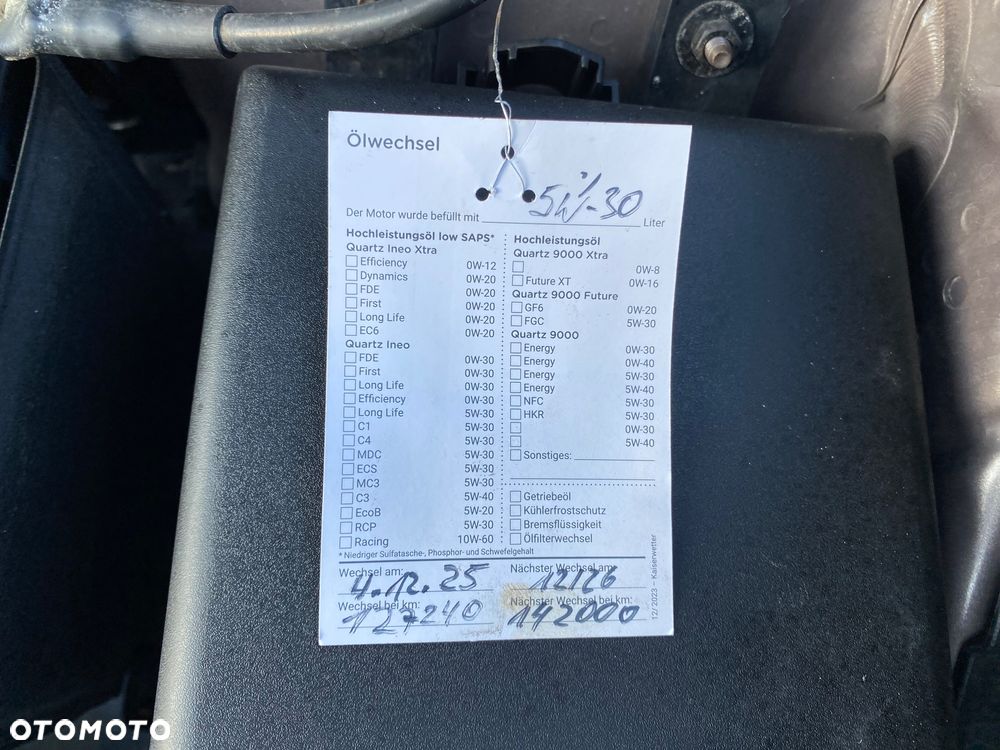 Ölwechsel
5W-30
Der Motor wurde befüllt mit Liter
Hochleistungsöl low SAPS*
Quartz Ineo Xtra
Efficiency 0W-12
Dynamics 0W-20
FDE 0W-20
First 0W-20
Long Life 0W-20
EC6 0W-20
Quartz Ineo
FDE 0W-30
First 0W-30
Long Life 0W-30
Efficiency 0W-30
Long Life 5W-30
C1 5W-30
C4 5W-30
MDC 5W-30
ECS 5W-30
MC3 5W-30
C3 5W-40
EcoB 5W-20
RCP 5W-30
Racing 10W-60
Hochleistungsöl
Quartz 9000 Xtra
0W-8
Future XT 0W-16
Quartz 9000 Future
GF6 0W-20
FGC 5W-30
Quartz 9000
Energy 0W-30
Energy 0W-40
Energy 5W-30
Energy 5W-40
NFC 5W-30
HKR 5W-30
0W-30
5W-40
Sonstiges:
Getriebeöl
Kühlerfrostschutz
Bremsflüssigkeit
Ölfilterwechsel
* Niedriger Sulfatasche-, Phosphor- und Schwefelgehalt
Wechsel am: 4.12.25
Nächster Wechsel am: 12/26
Wechsel bei km: 127240
Nächster Wechsel bei km: 142000
12/2023 – Kaiserwetter
OTOMOTO